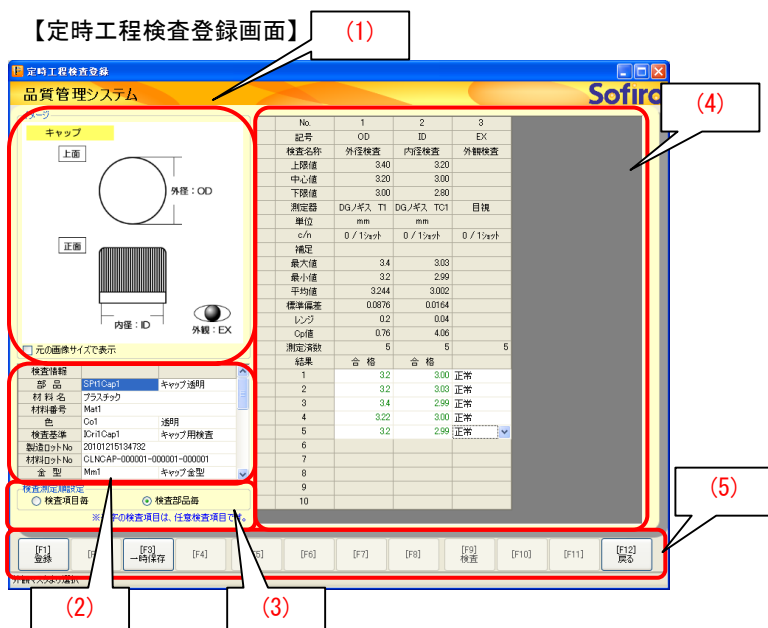 【定時工程検査登録画面】
(1)
定時工程検査登録
品質管理システム
Sofiro
(4)
キャップ
上面
外径：OD
正面
内径：ID
外観：EX
元の画像サイズで表示
No. 1 2 3
記号 OD ID EX
検査名称 外径検査 内径検査 外観検査
上限値 3.40 3.20
中心値 3.20 3.00
下限値 3.00 2.80
測定器 DGノギス T1 DGノギス TC1 目視
単位 mm mm
c/n 0 / 1ショット 0 / 1ショット 0 / 1ショット
補足
最大値 3.4 3.03
最小値 3.2 2.99
平均値 3.244 3.002
標準偏差 0.0876 0.0164
レンジ 0.2 0.04
Cp値 0.76 4.06
測定済数 5 5 5
結果 合 格 合 格
1 3.2 3.00 正常
2 3.2 3.03 正常
3 3.4 2.99 正常
4 3.22 3.00 正常
5 3.2 2.99 正常
6
7
8
9
10
検査情報
部 品 SPt1Cap1 キャップ透明
材 料 名 プラスチック
材料番号 Mat1
色 Co1 透明
検査基準 ICri1Cap1 キャップ用検査
製造ロットNo 20101215134732
材料ロットNo CLNCAP-000001-000001-000001
金 型 Mm1 キャップ金型
検査測定順設定
検査項目毎 検査部品毎
字の検査項目は、任意検査項目です。
(5)
[F1] 登録
[F3] 一時保存
[F4]
[F6]
[F7]
[F8]
[F9] 検査
[F10]
[F11]
[F12] 戻る
(2)
(3)